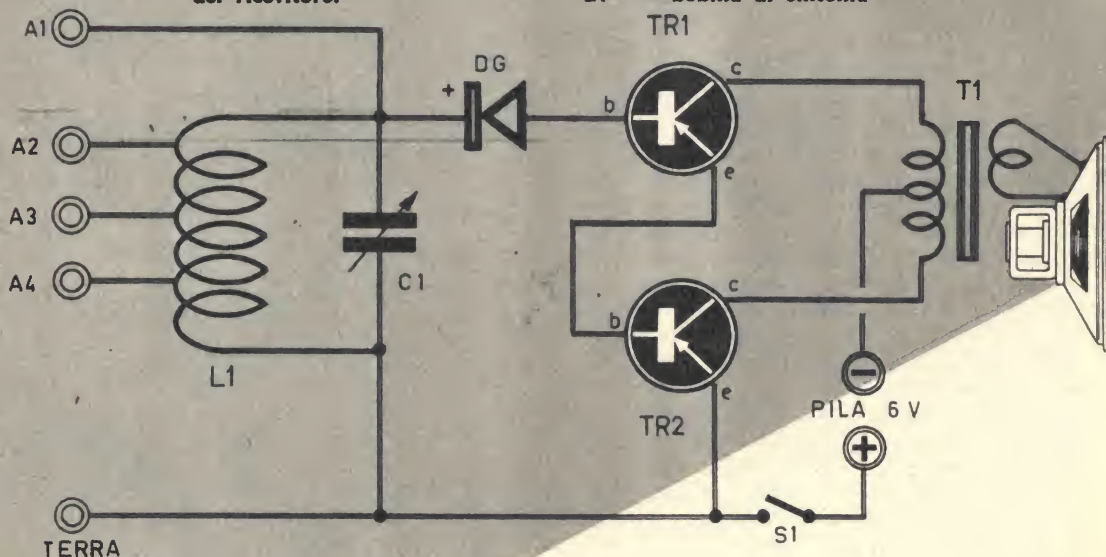 del ricevitore.
bobina di sintonia
TR1
A1
DG
c
T1
+
b
A2
e
A3
A4
C1
c
b
L1
e
PILA 6 V
TR2
S1
TERRA